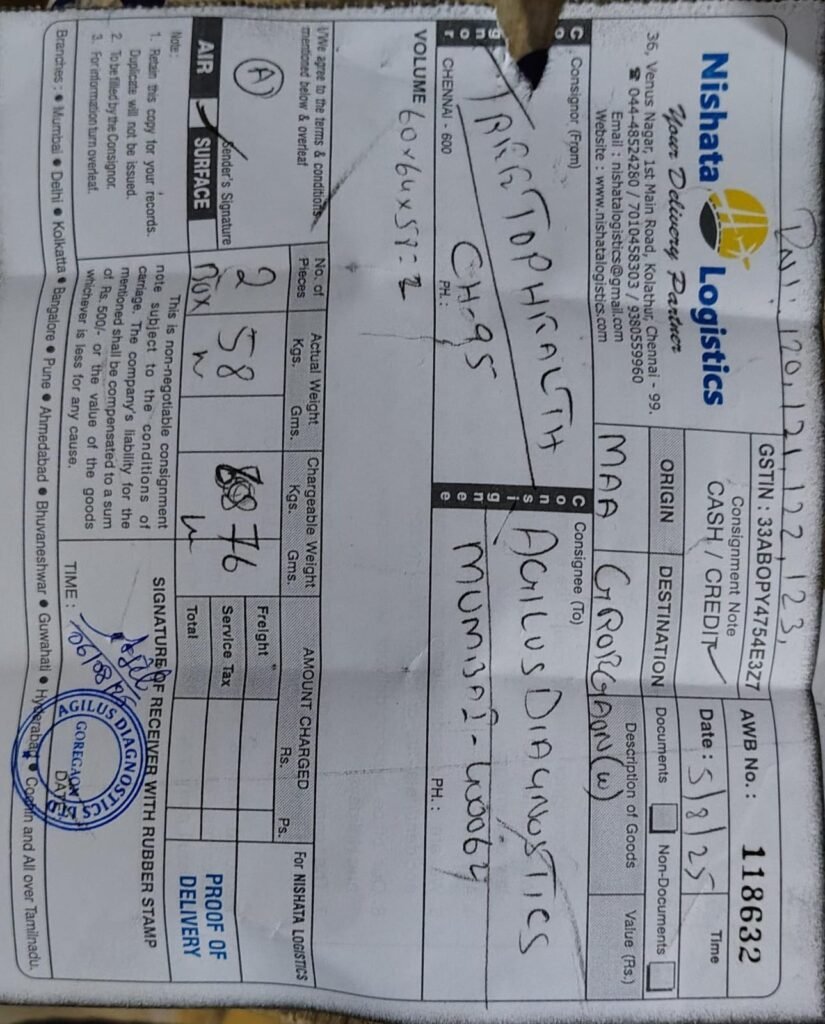 120, 121, 122, 123,
Nishata Logistics
Your Delivery Partner
36, Venus Nagar, 1st Main Road, Kolathur, Chennai - 99.
☎ 044-48524280 / 7010458303 / 9380559960
Email : nishatalogistics@gmail.com
Website : www.nishatalogistics.com
GSTIN : 33ABOPY4754E3Z7
Consignment Note
CASH / CREDIT
AWB No. : 118632
Date : 5/8/25
Time
ORIGIN
MAA
DESTINATION
GRORGAON (W)
Documents
Non-Documents
Description of Goods
Value (Rs.)
Consignor
Consignor (From)
TOPHEALTH
CH-95
CHENNAI - 600
PH. :
Consignee
Consignee (To)
AGILUS DIAGNOSTICS
MUMBAI - 400062
PH. :
VOLUME
I/We agree to the terms & conditions
mentioned below & overleaf
Sender's Signature
AIR
SURFACE
No. of Pieces
2
Box
Actual Weight
Kgs. Gms.
58
Chargeable Weight
Kgs. Gms.
76
AMOUNT CHARGED
Rs. Ps.
Freight
Service Tax
Total
For NISHATA LOGISTICS
PROOF OF
DELIVERY
Note:
1. Retain this copy for your records.
Duplicate will not be issued.
2. To be filled by the Consignor.
3. For information turn overleaf.
This is non-negotiable consignment
note subject to the conditions of
carriage. The company's liability for the
mentioned shall be compensated to a sum
of Rs. 500/- or the value of the goods
whichever is less for any cause.
SIGNATURE OF RECEIVER WITH RUBBER STAMP
06/08/25
TIME :
DATE
AGILUS DIAGNOSTICS LTD
GOREGAON
Branches : ● Mumbai ● Delhi ● Kolkatta ● Bangalore ● Pune ● Ahmedabad ● Bhuvaneshwar ● Guwahati ● Hyderabad ● Cochin and All over Tamilnadu.